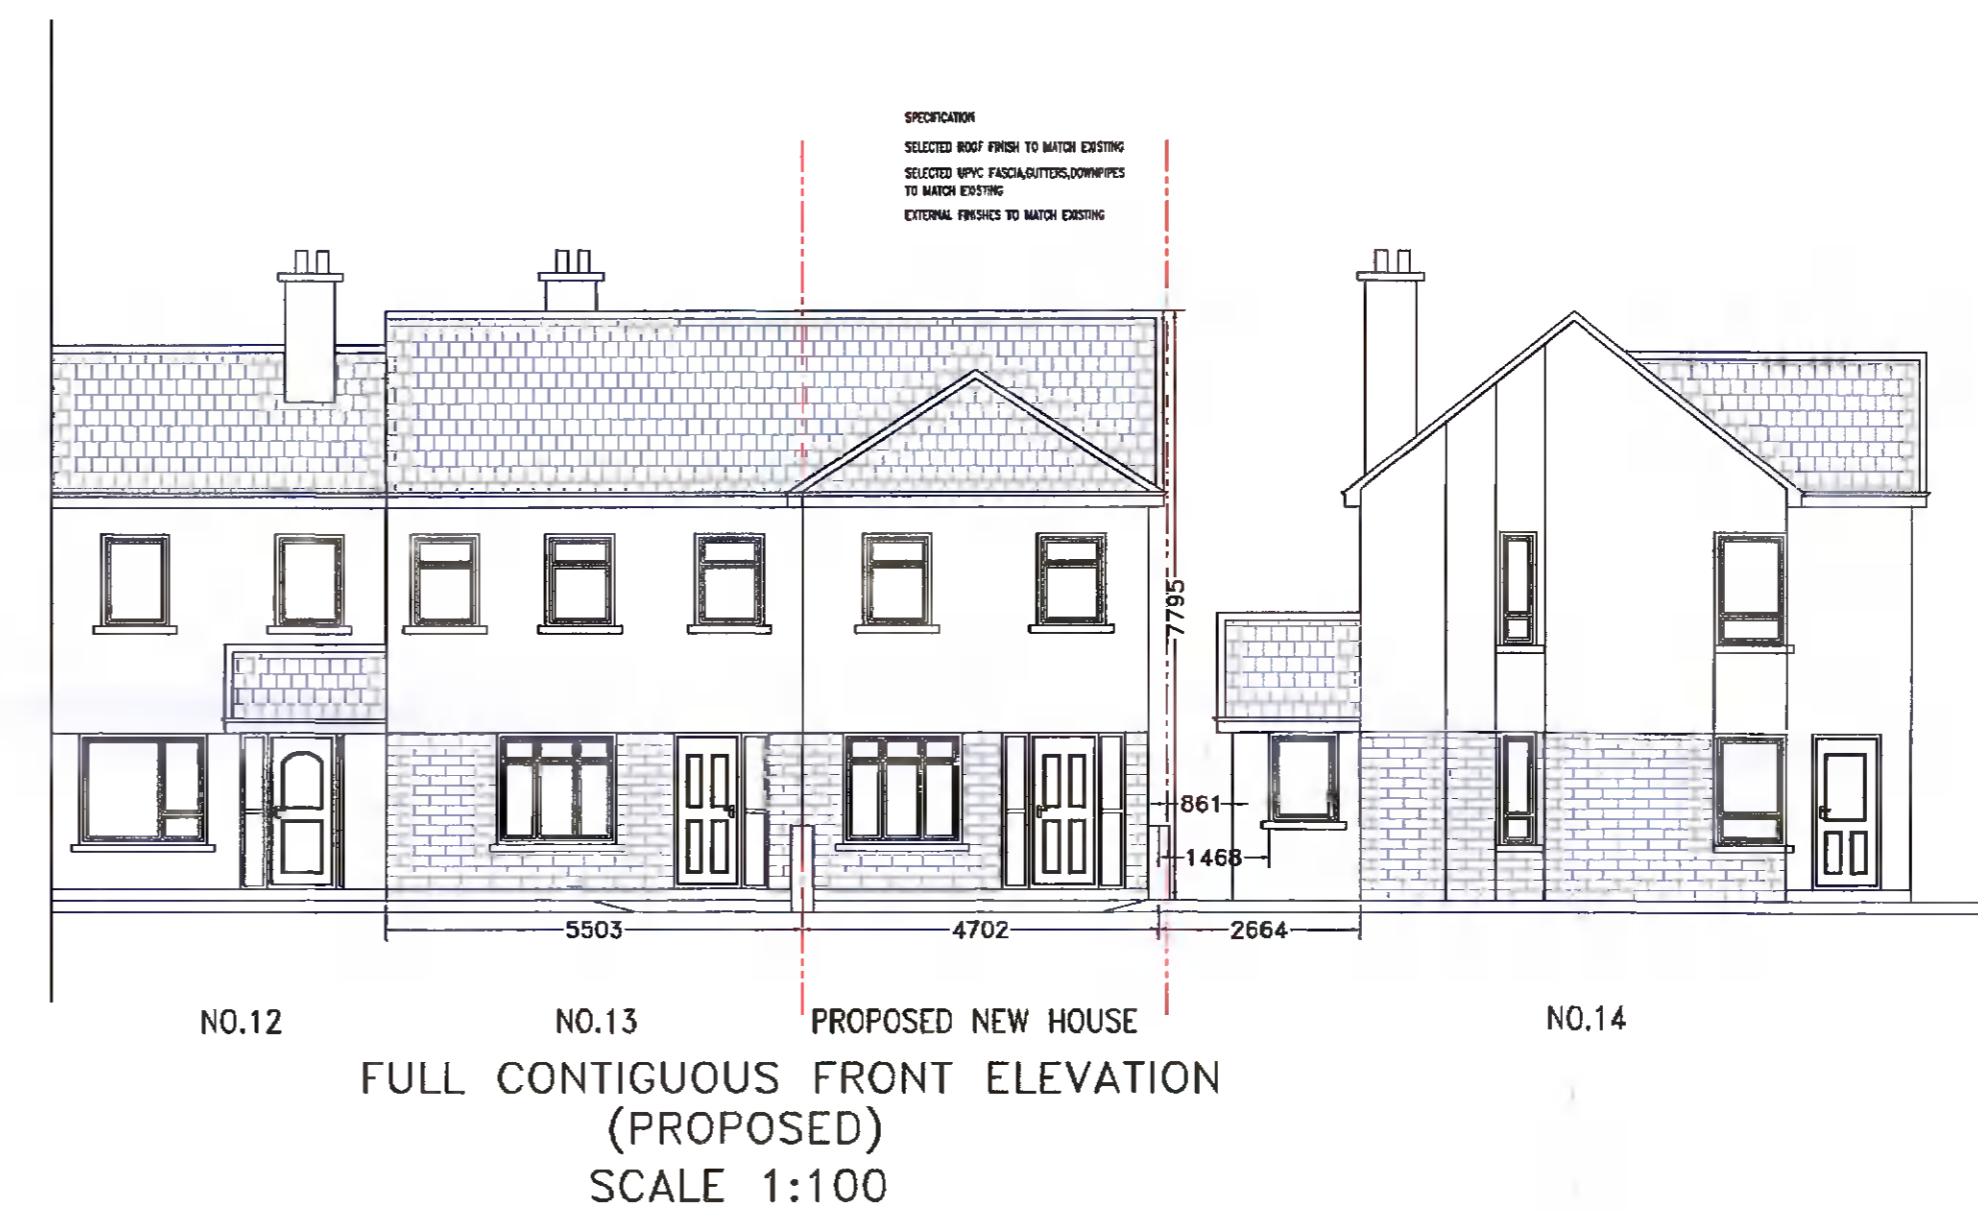 SPECIFICATION
SELECTED ROOF FINISH TO MATCH EXISTING
SELECTED UPVC FASCIA,GUTTERS,DOWNPIPES
TO MATCH EXISTING
EXTERNAL FINISHES TO MATCH EXISTING
7795
861
1468
5503
4702
2664
NO.12
NO.13
PROPOSED NEW HOUSE
NO.14
FULL CONTIGUOUS FRONT ELEVATION
(PROPOSED)
SCALE 1:100